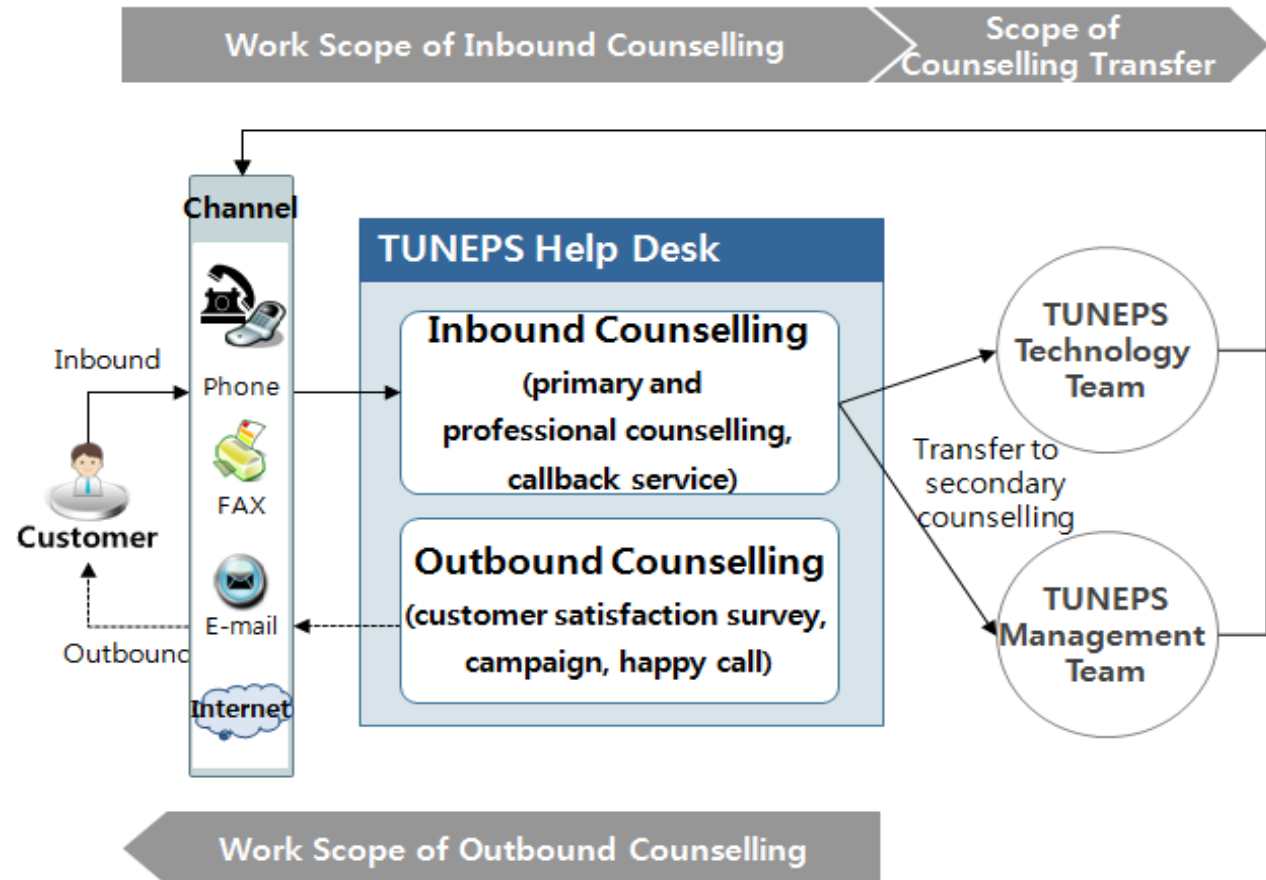 Work Scope of Inbound Counselling
Scope of
Counselling Transfer
Channel
TUNEPS Help Desk
Inbound Counselling
(primary and
professional counselling,
callback service)
TUNEPS
Technology
Team
Inbound
Phone
FAX
Customer
Transfer to
secondary
counselling
Outbound Counselling
(customer satisfaction survey,
campaign, happy call)
E-mail
Outbound
Internet
TUNEPS
Management
Team
Work Scope of Outbound Counselling